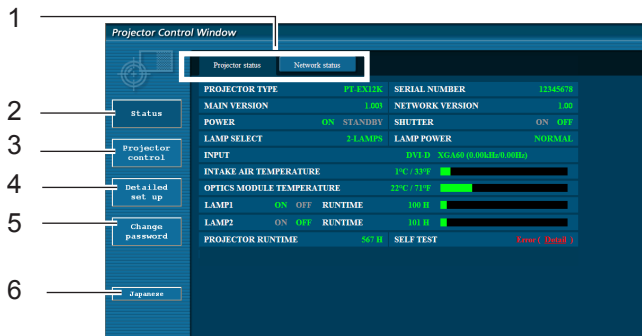 1
Projector Control Window
Projector status Network status
PROJECTOR TYPE PT-EX12K SERIAL NUMBER 12345678
2 Status MAIN VERSION 1.003 NETWORK VERSION 1.00
POWER ON STANDBY SHUTTER ON OFF
LAMP SELECT 2-LAMPS LAMP POWER NORMAL
3 Projector control
INPUT DVI-D XGA60 (0.00kHz/0.00Hz)
INTAKE AIR TEMPERATURE 1°C / 33°F
4 Detailed set up
OPTICS MODULE TEMPERATURE 22°C / 71°F
LAMP1 ON OFF RUNTIME 100 H
5 Change password
LAMP2 ON OFF RUNTIME 101 H
PROJECTOR RUNTIME 567 H SELF TEST Error ( Detail )
6 Japanese